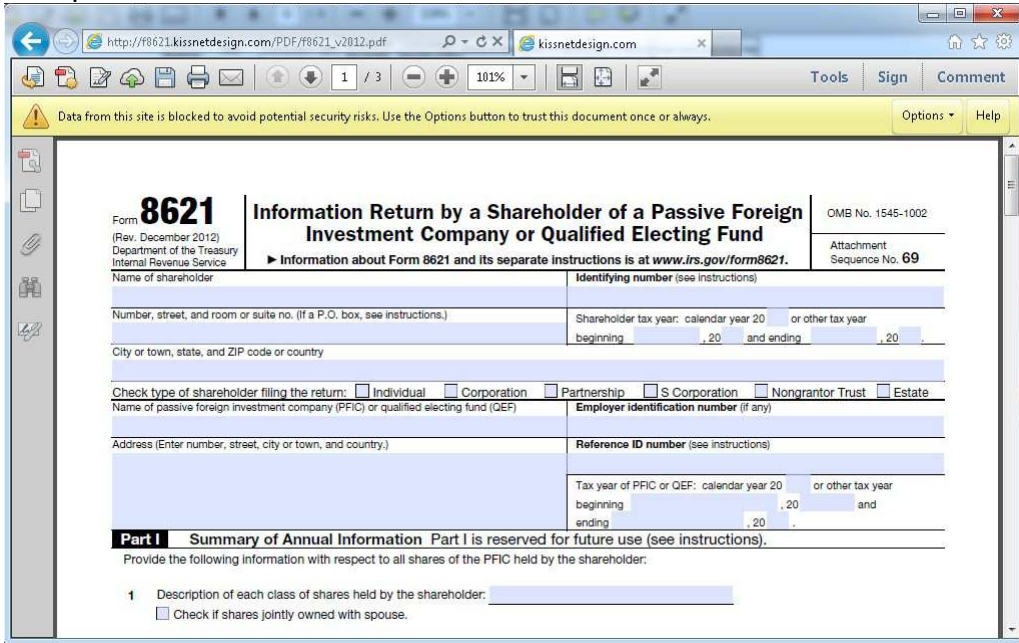 http://f8621.kissnetdesign.com/PDF/f8621_v2012.pdf
kissnetdesign.com
1 / 3
101%
Tools Sign Comment
Data from this site is blocked to avoid potential security risks. Use the Options button to trust this document once or always.
Options Help
Form 8621
(Rev. December 2012)
Department of the Treasury
Internal Revenue Service
Information Return by a Shareholder of a Passive Foreign
Investment Company or Qualified Electing Fund
► Information about Form 8621 and its separate instructions is at www.irs.gov/form8621.
OMB No. 1545-1002
Attachment
Sequence No. 69
Name of shareholder
Identifying number (see instructions)
Number, street, and room or suite no. (If a P.O. box, see instructions.)
Shareholder tax year: calendar year 20 or other tax year
beginning , 20 and ending , 20 .
City or town, state, and ZIP code or country
Check type of shareholder filing the return: Individual Corporation Partnership S Corporation Nongrantor Trust Estate
Name of passive foreign investment company (PFIC) or qualified electing fund (QEF)
Employer identification number (if any)
Address (Enter number, street, city or town, and country.)
Reference ID number (see instructions)
Tax year of PFIC or QEF: calendar year 20 or other tax year
beginning , 20 and
ending , 20 .
Part I Summary of Annual Information Part I is reserved for future use (see instructions).
Provide the following information with respect to all shares of the PFIC held by the shareholder:
1 Description of each class of shares held by the shareholder:
Check if shares jointly owned with spouse.